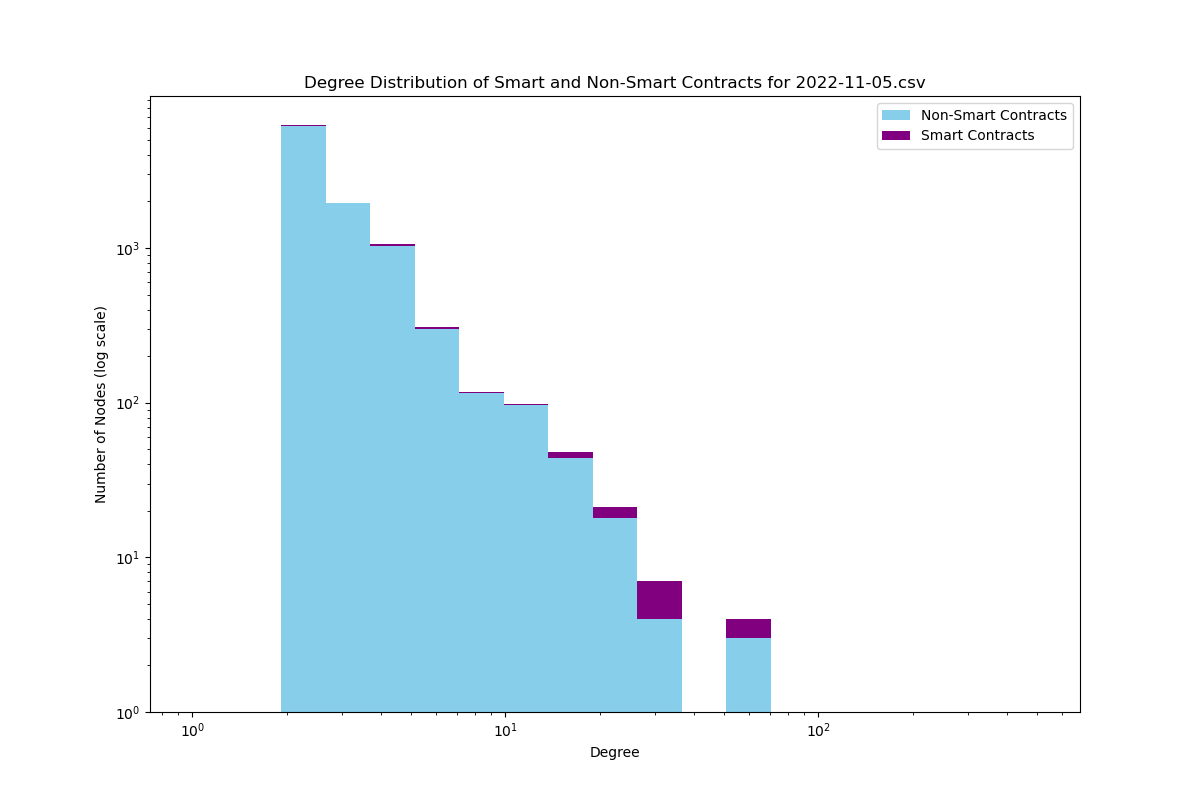 Degree Distribution of Smart and Non-Smart Contracts for 2022-11-05.csv
Non-Smart Contracts
Smart Contracts
Number of Nodes (log scale)
10³
10²
10¹
10⁰
10⁰ 10¹ 10²
Degree